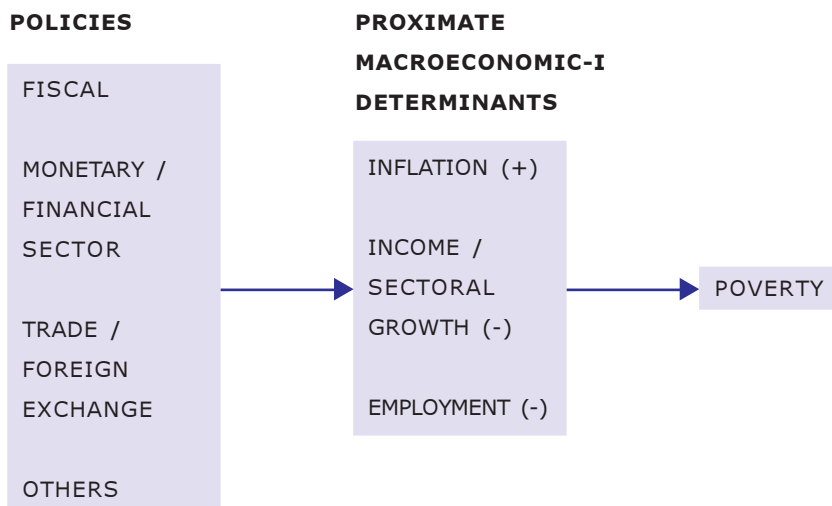 POLICIES
FISCAL
MONETARY /
FINANCIAL
SECTOR
TRADE /
FOREIGN
EXCHANGE
OTHERS
PROXIMATE
MACROECONOMIC-I
DETERMINANTS
INFLATION (+)
INCOME /
SECTORAL
GROWTH (-)
EMPLOYMENT (-)
POVERTY